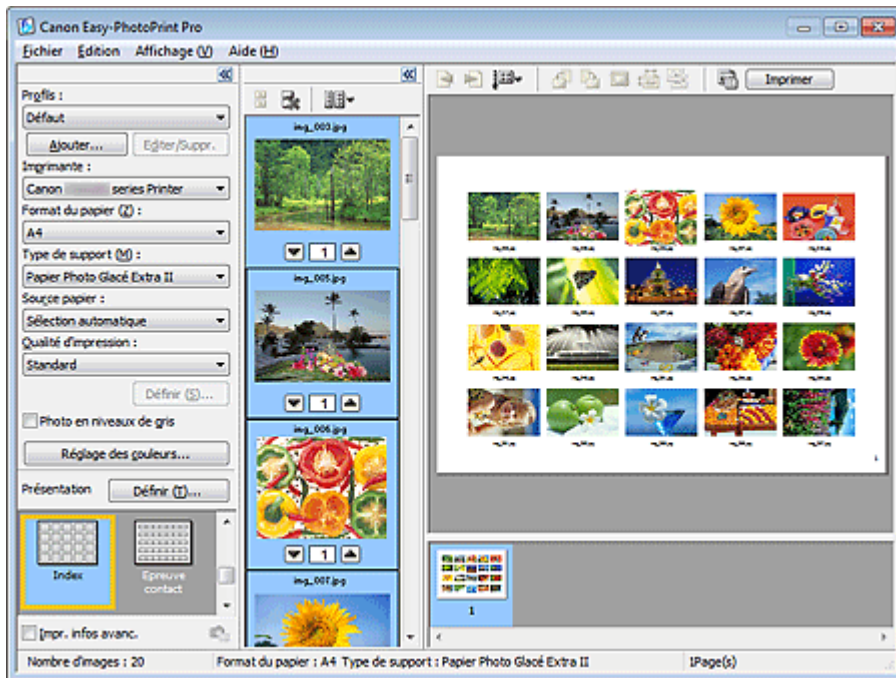 Canon Easy-PhotoPrint Pro
Fichier Edition Affichage (V) Aide (H)
Profils :
Défaut
Ajouter... Editer/Suppr.
Imprimante :
Canon series Printer
Format du papier (Z) :
A4
Type de support (M) :
Papier Photo Glacé Extra II
Source papier :
Sélection automatique
Qualité d'impression :
Standard
Définir (S)...
Photo en niveaux de gris
Réglage des couleurs...
Présentation Définir (T)...
Index
Epreuve contact
Impr. infos avanc.
img_003.jpg
1
img_005.jpg
1
img_006.jpg
1
img_007.jpg
Imprimer
1
1
Nombre d'images : 20 Format du papier : A4 Type de support : Papier Photo Glacé Extra II 1Page(s)